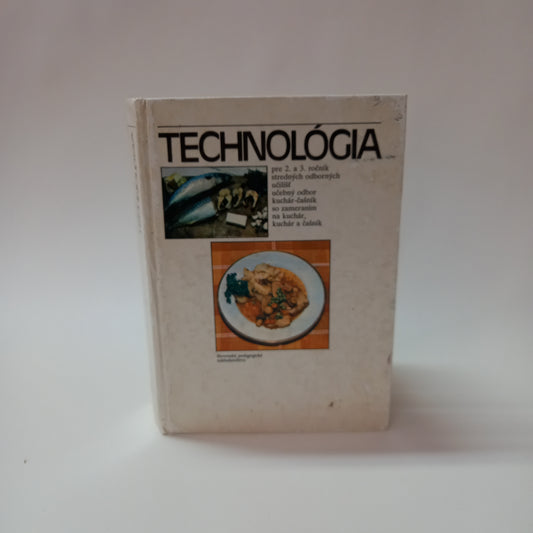 TECHNOLÓGIA
pre 2. a 3. ročník
stredných odborných
učilíšť
učebný odbor
kuchár-čašník
so zameraním
na kuchár,
kuchár a čašník
Slovenské pedagogické
nakladateľstvo